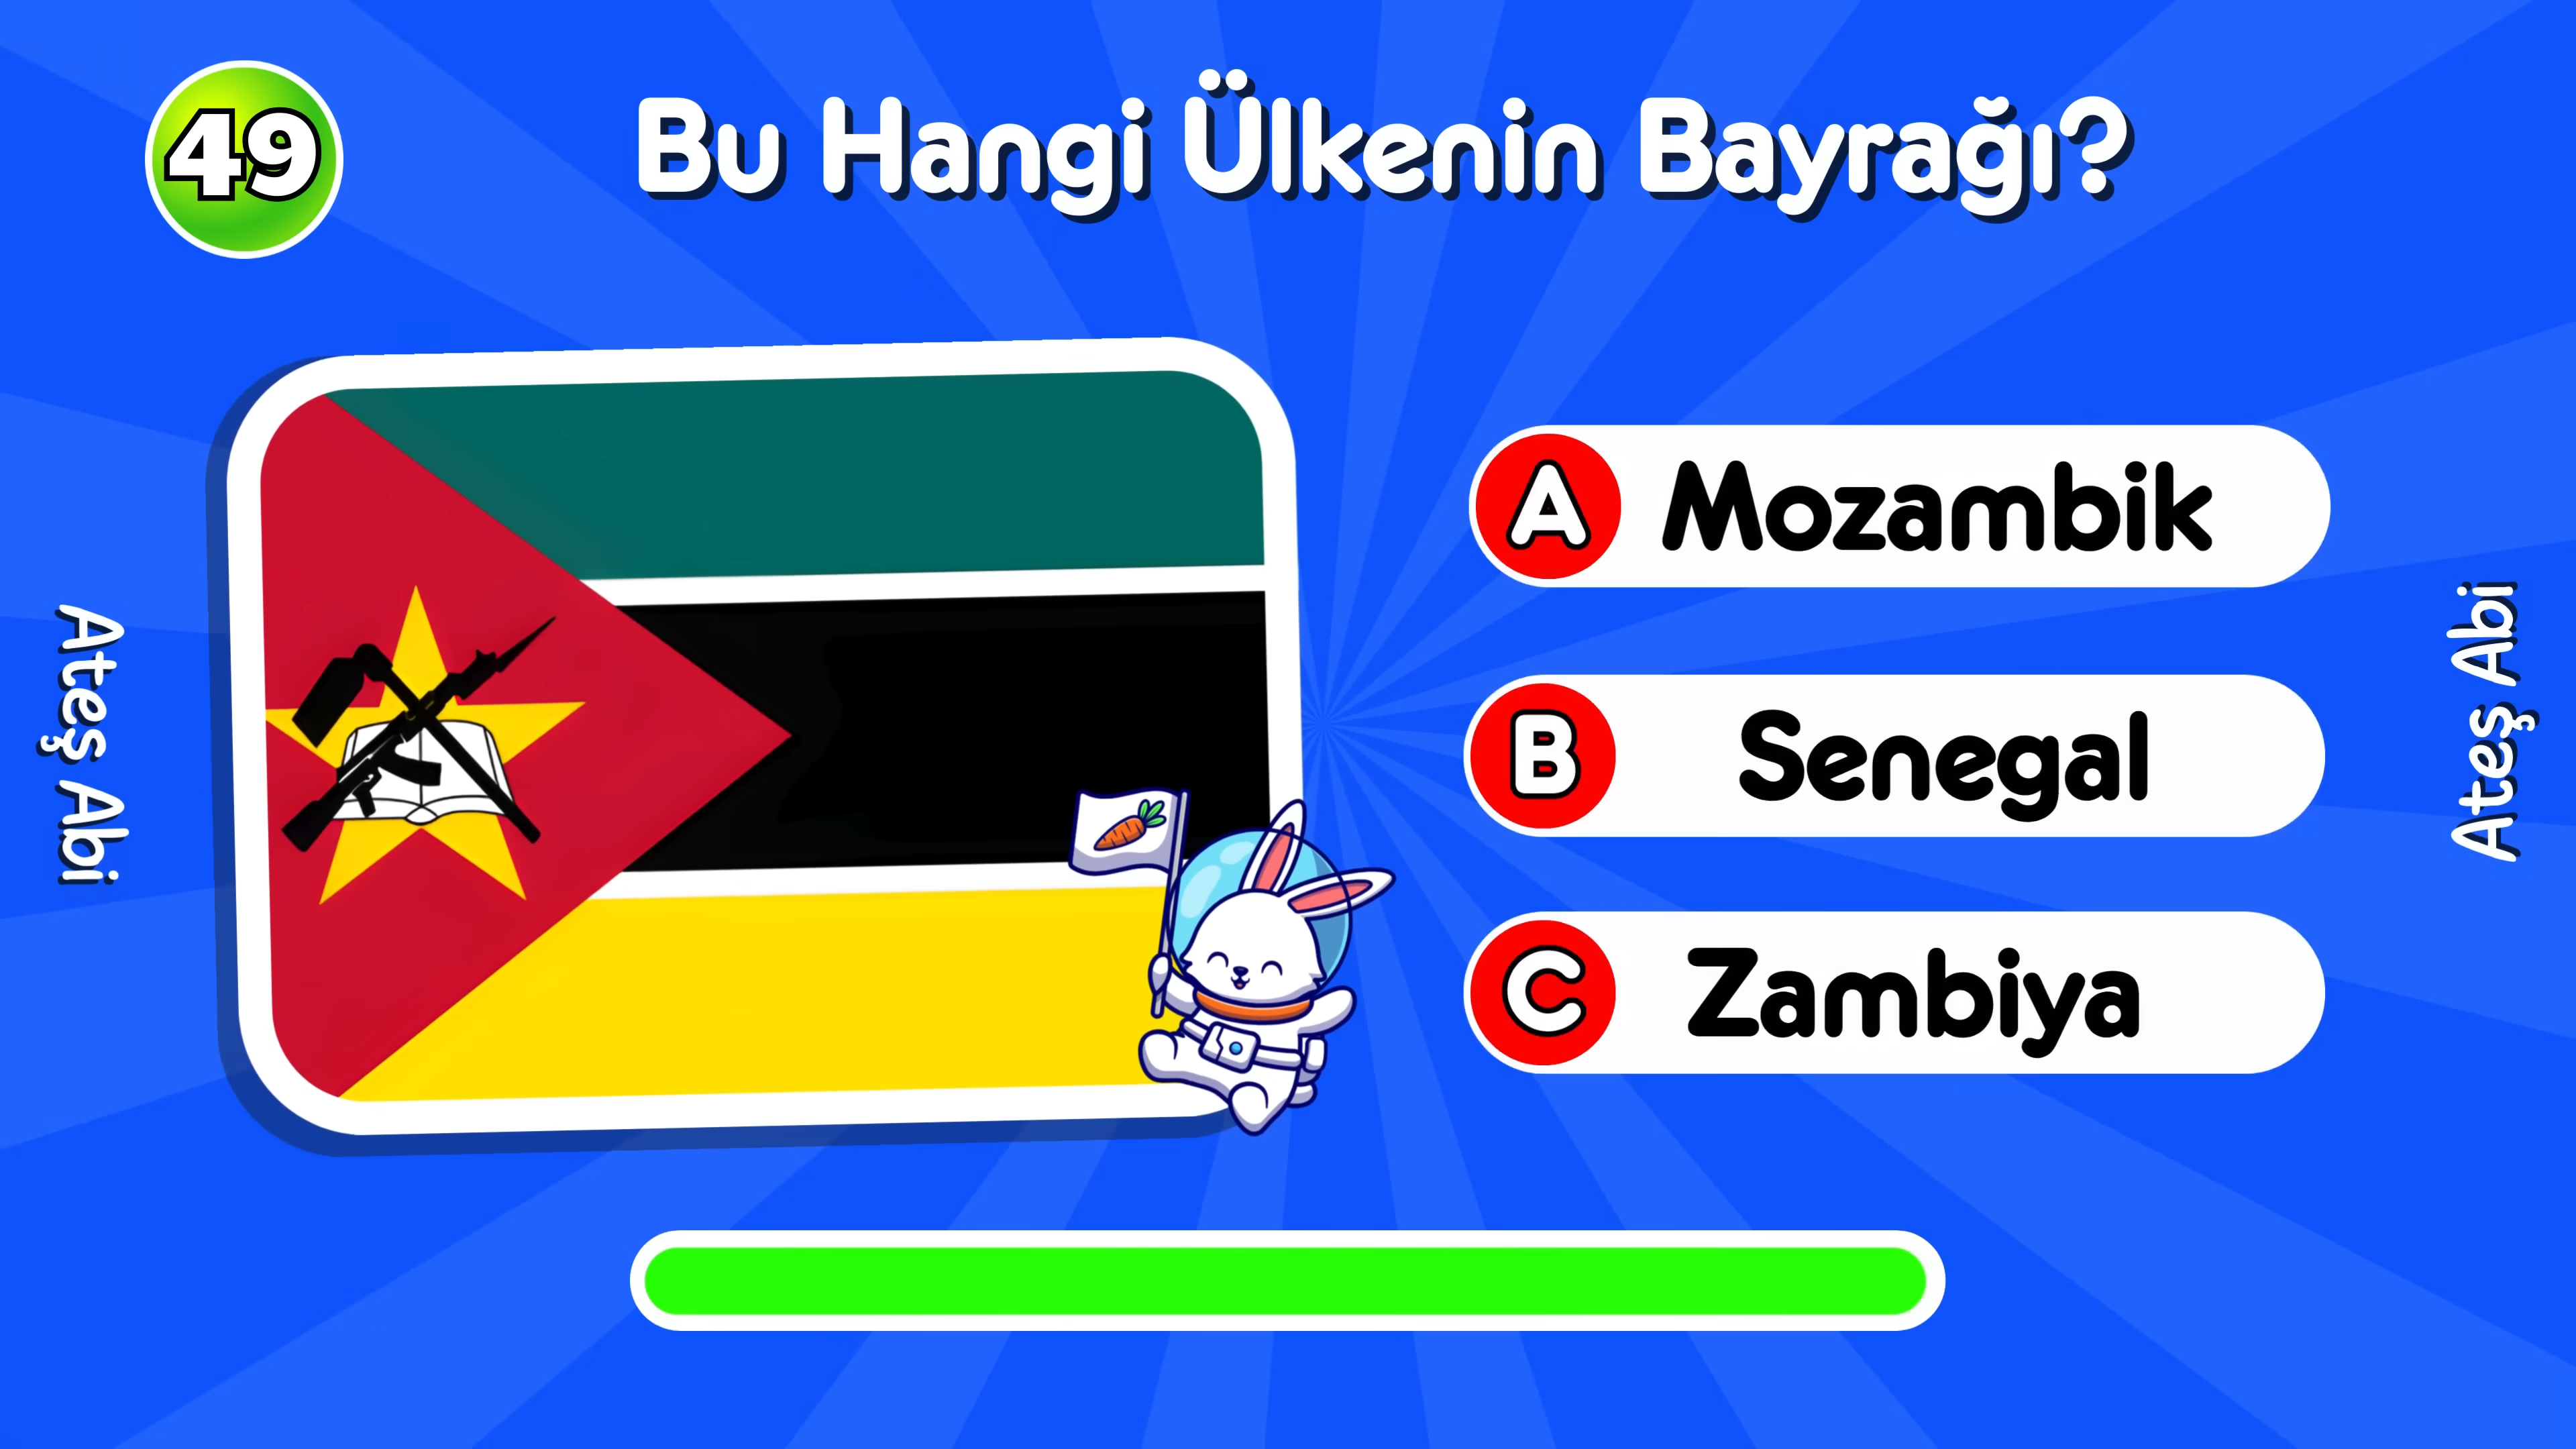 49
Bu Hangi Ülkenin Bayrağı?
Ateş Abi
A Mozambik
B Senegal
C Zambiya
Ateş Abi